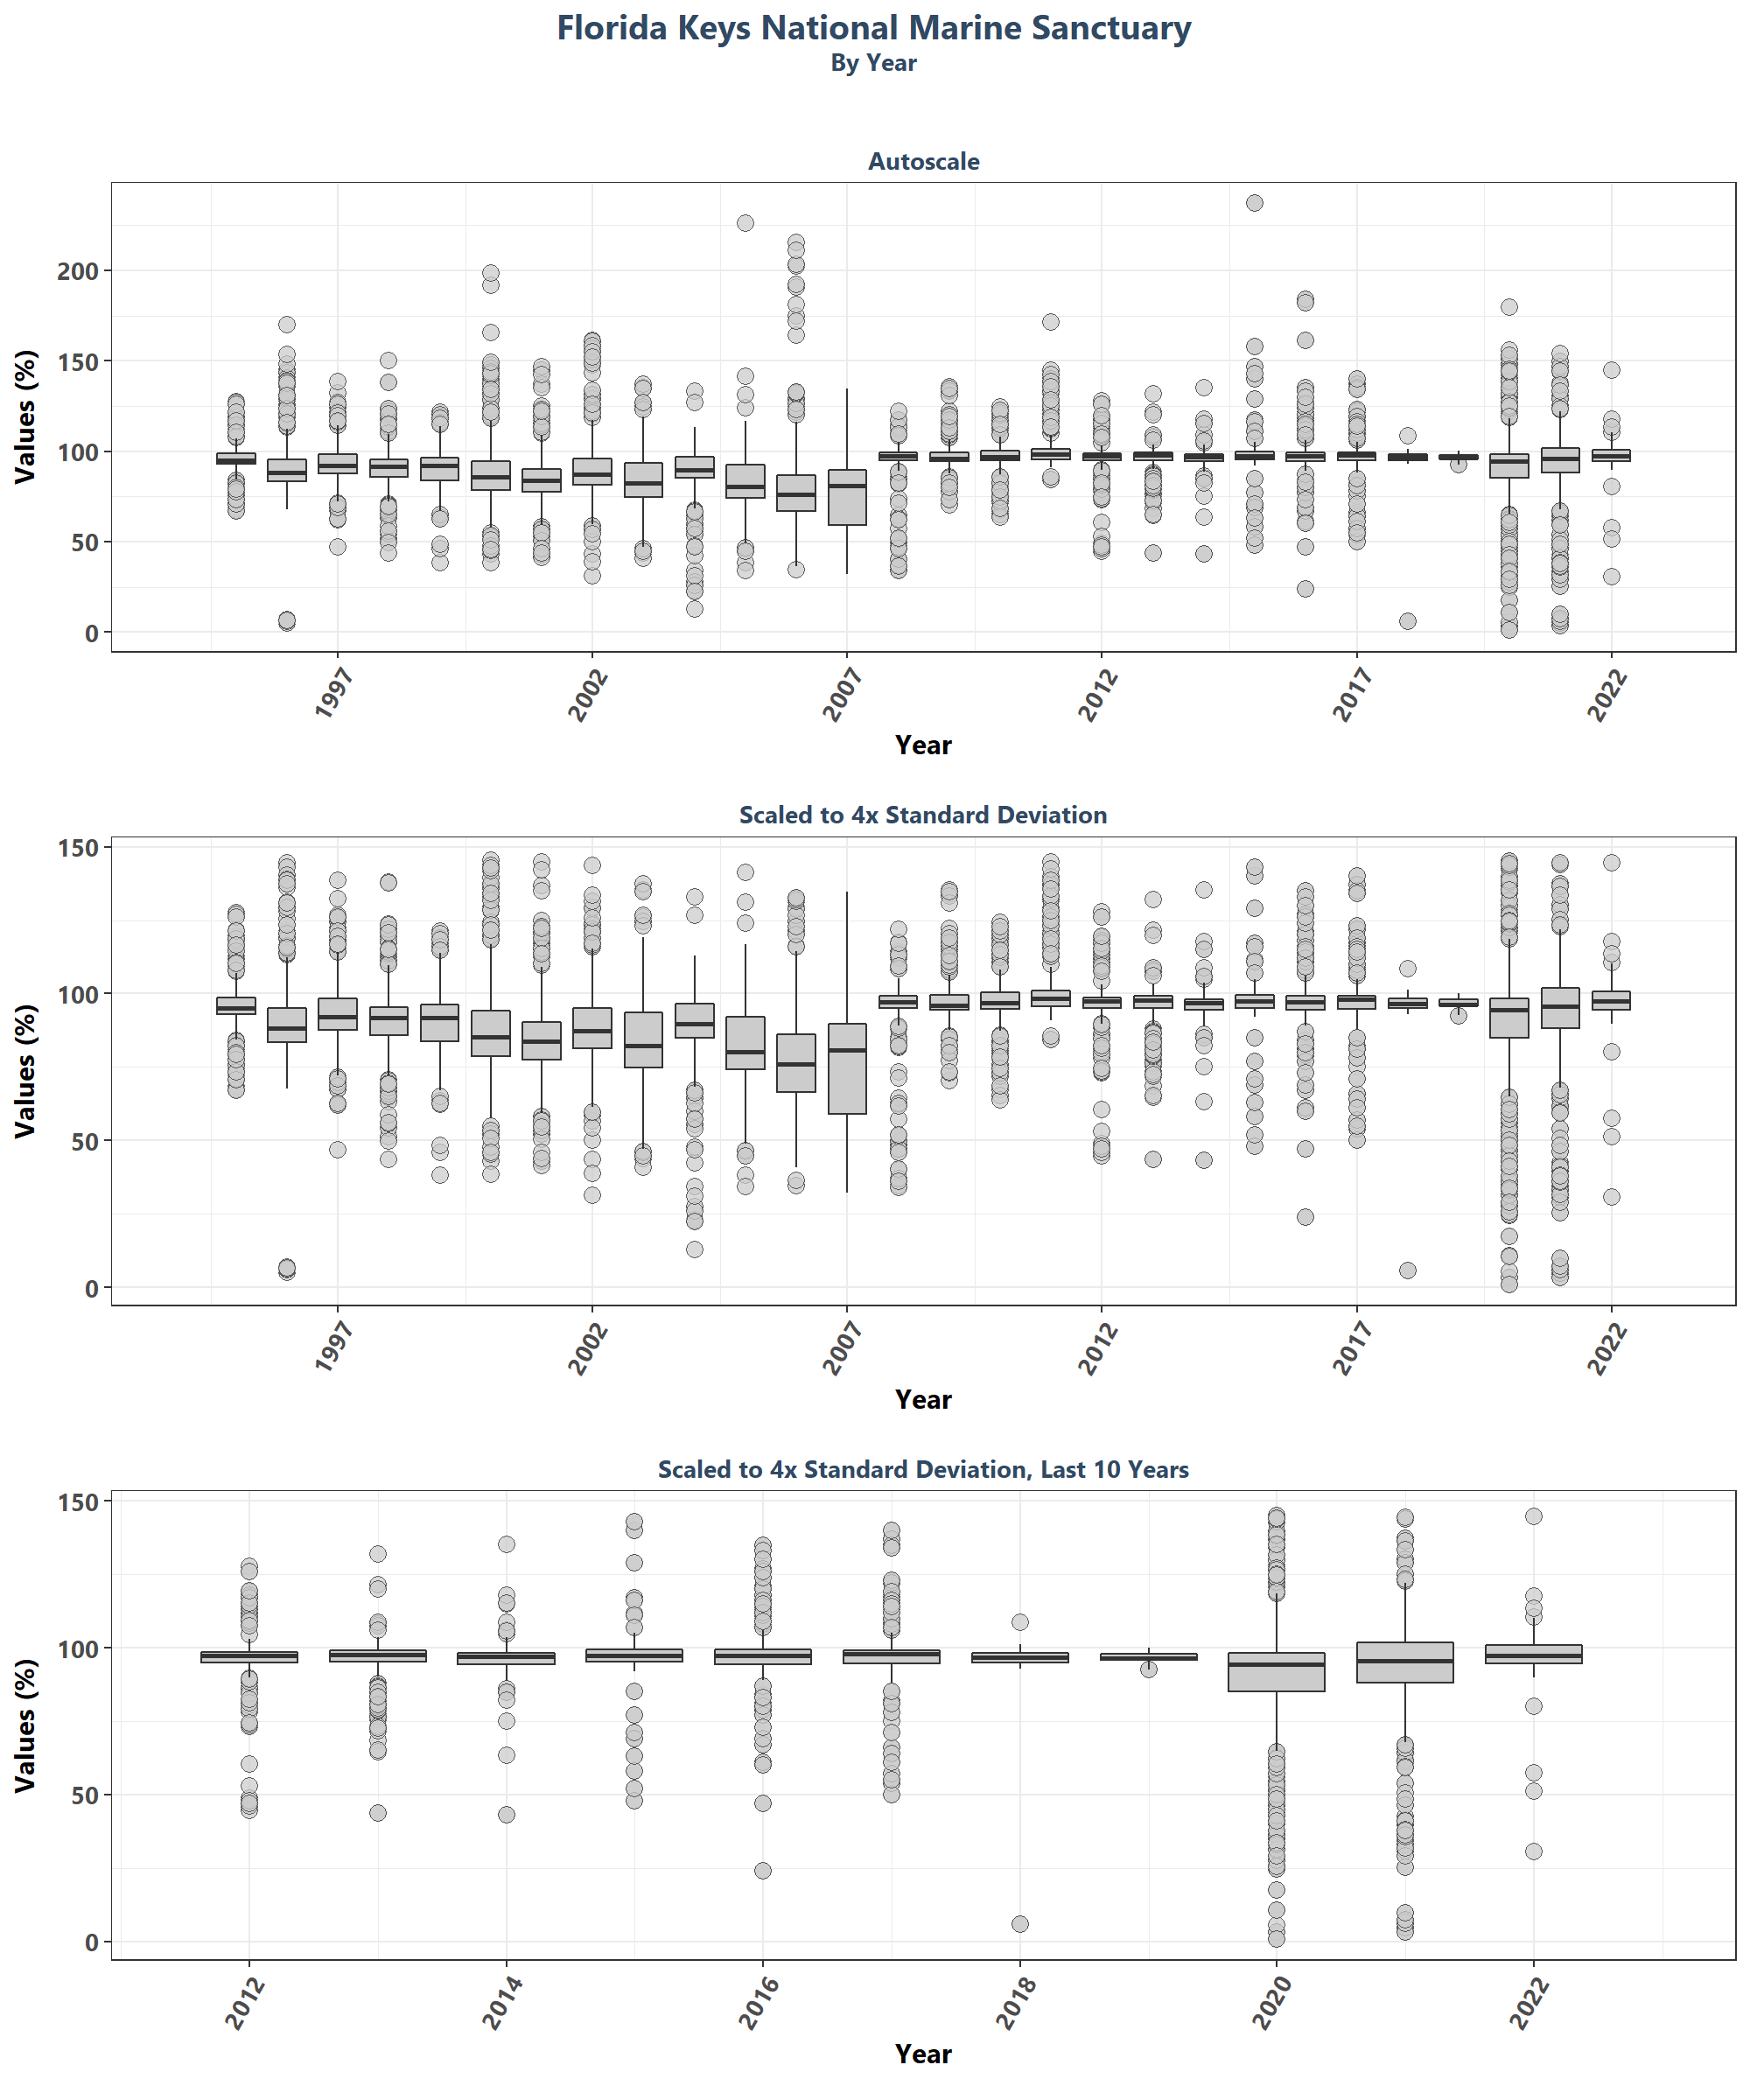 Florida Keys National Marine Sanctuary
By Year
Autoscale
Values (%)
200
150
100
50
0
1997 2002 2007 2012 2017 2022
Year
Scaled to 4x Standard Deviation
Values (%)
150
100
50
0
1997 2002 2007 2012 2017 2022
Year
Scaled to 4x Standard Deviation, Last 10 Years
Values (%)
150
100
50
0
2012 2014 2016 2018 2020 2022
Year